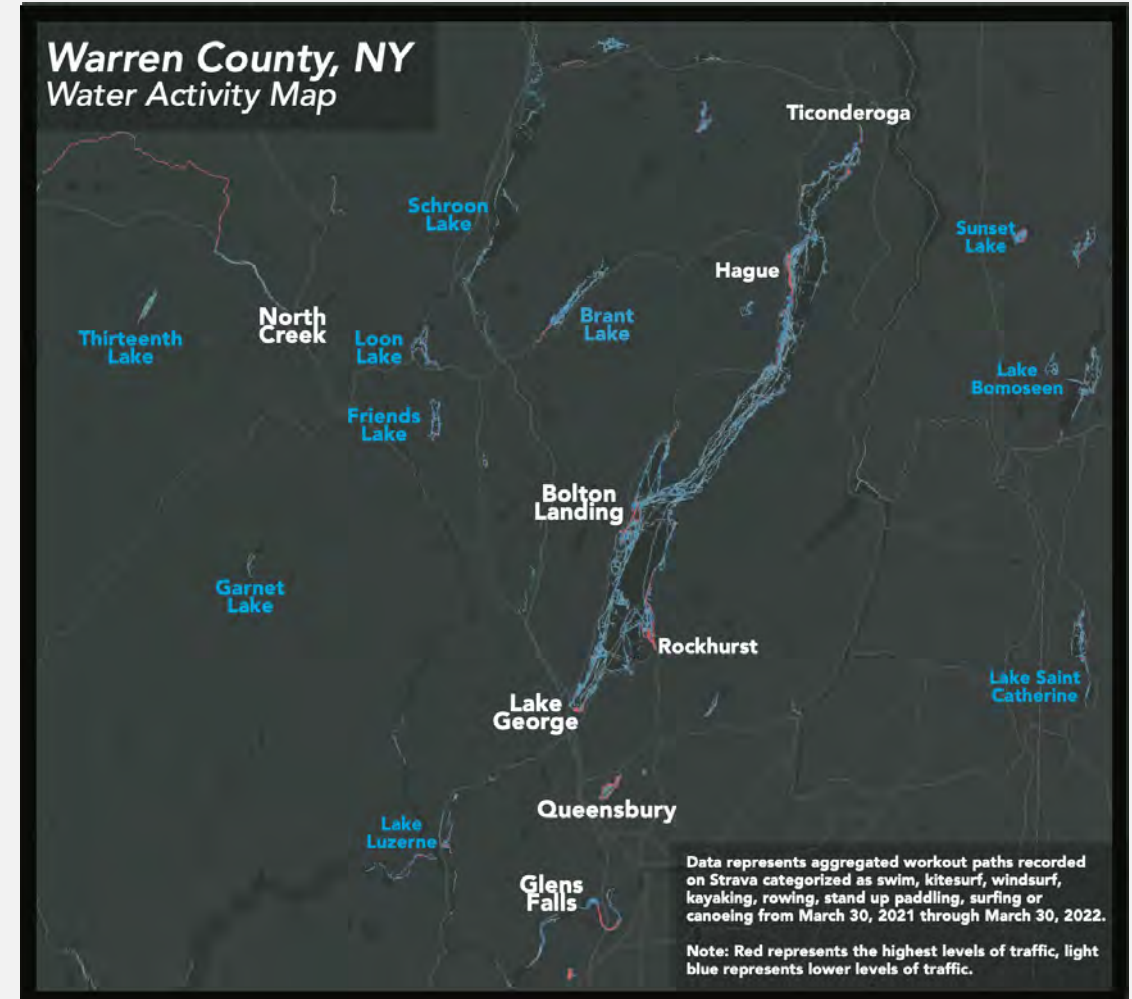 Warren County, NY
Water Activity Map
Ticonderoga
Schroon
Lake
Sunset
Lake
Hague
North
Creek
Brant
Lake
Thirteenth
Lake
Loon
Lake
Lake
Bomoseen
Friends
Lake
Bolton
Landing
Garnet
Lake
Rockhurst
Lake Saint
Catherine
Lake
George
Queensbury
Lake
Luzerne
Glens
Falls
Data represents aggregated workout paths recorded
on Strava categorized as swim, kitesurf, windsurf,
kayaking, rowing, stand up paddling, surfing or
canoeing from March 30, 2021 through March 30, 2022.
Note: Red represents the highest levels of traffic, light
blue represents lower levels of traffic.